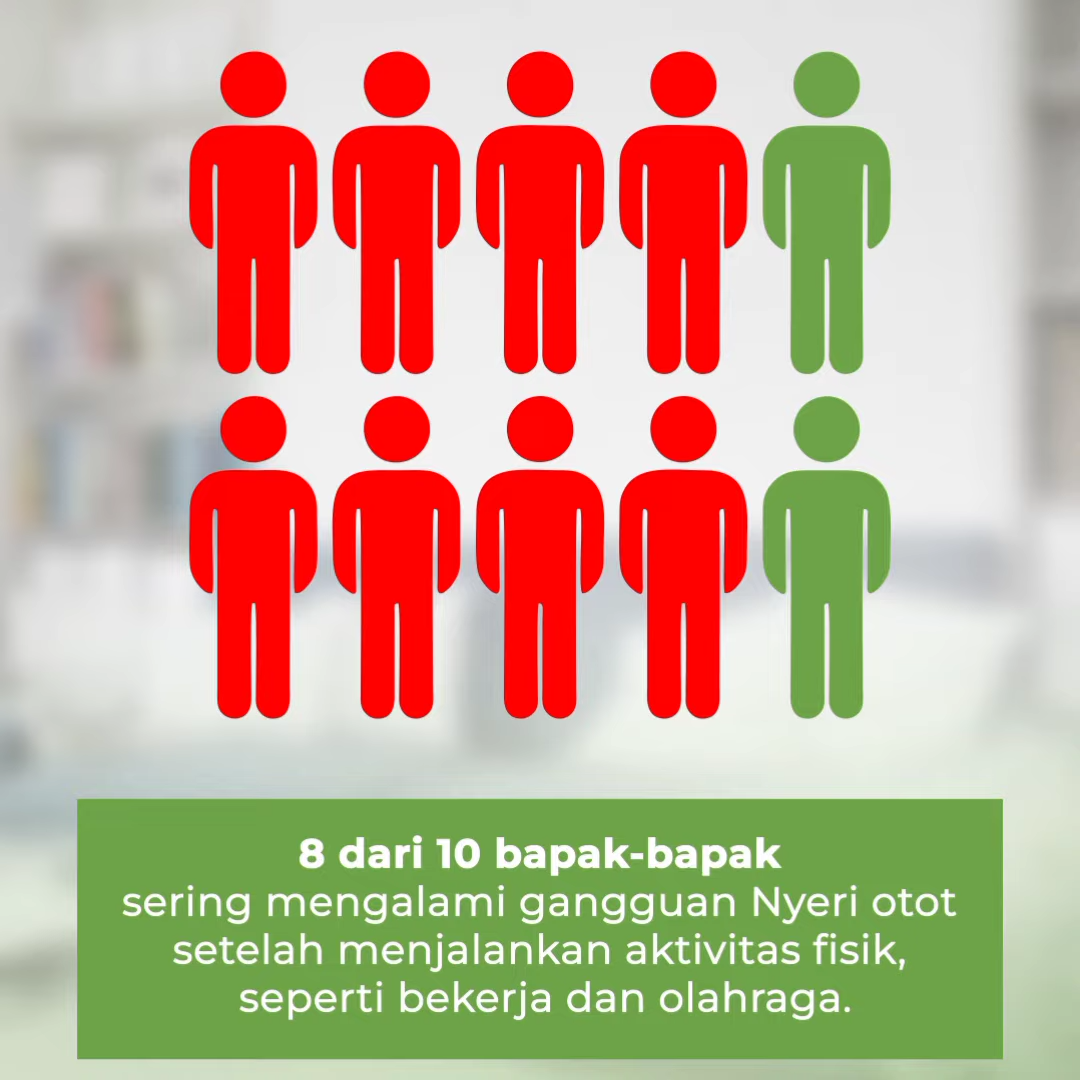 8 dari 10 bapak-bapak
sering mengalami gangguan Nyeri otot
setelah menjalankan aktivitas fisik,
seperti bekerja dan olahraga.